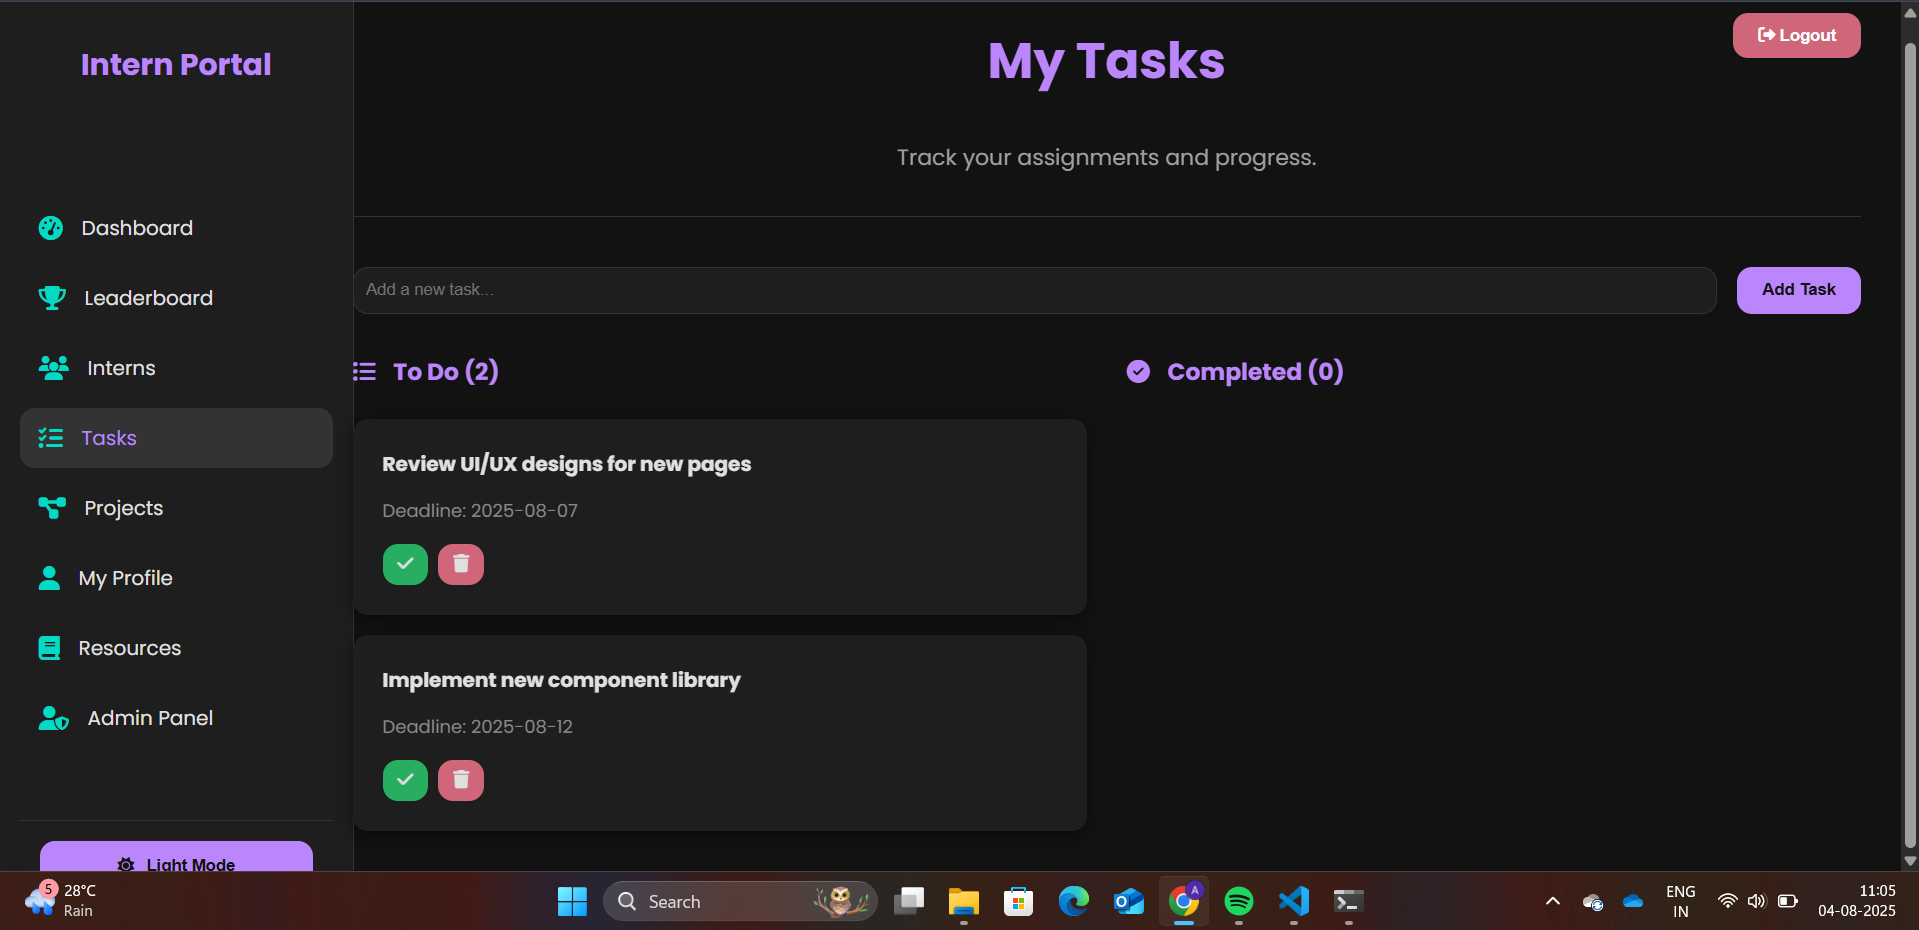 Intern Portal
Dashboard
Leaderboard
Interns
Tasks
Projects
My Profile
Resources
Admin Panel
Light Mode
Logout
My Tasks
Track your assignments and progress.
Add a new task...
Add Task
To Do (2)
Review UI/UX designs for new pages
Deadline: 2025-08-07
Implement new component library
Deadline: 2025-08-12
Completed (0)
5
28°C
Rain
Search
A
ENG
IN
11:05
04-08-2025